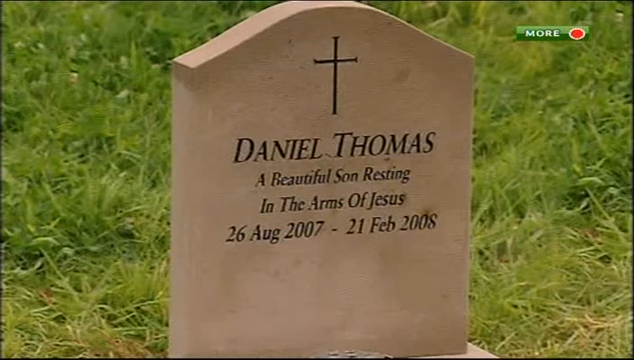 MORE
DANIEL THOMAS
A Beautiful Son Resting
In The Arms Of Jesus
26 Aug 2007 - 21 Feb 2008